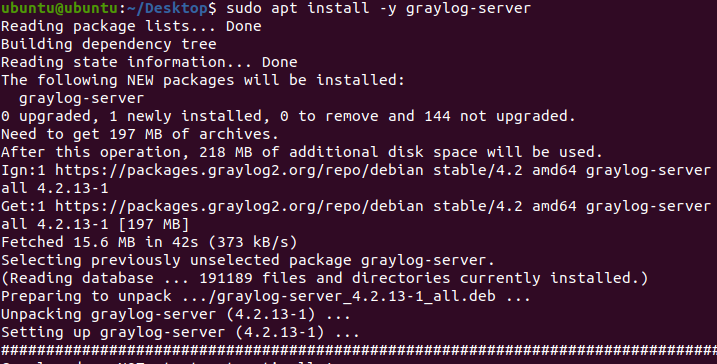 ubuntu@ubuntu:~/Desktop$ sudo apt install -y graylog-server
Reading package lists... Done
Building dependency tree
Reading state information... Done
The following NEW packages will be installed:
  graylog-server
0 upgraded, 1 newly installed, 0 to remove and 144 not upgraded.
Need to get 197 MB of archives.
After this operation, 218 MB of additional disk space will be used.
Ign:1 https://packages.graylog2.org/repo/debian stable/4.2 amd64 graylog-server
all 4.2.13-1
Get:1 https://packages.graylog2.org/repo/debian stable/4.2 amd64 graylog-server
all 4.2.13-1 [197 MB]
Fetched 15.6 MB in 42s (373 kB/s)
Selecting previously unselected package graylog-server.
(Reading database ... 191189 files and directories currently installed.)
Preparing to unpack .../graylog-server_4.2.13-1_all.deb ...
Unpacking graylog-server (4.2.13-1) ...
Setting up graylog-server (4.2.13-1) ...
################################################################################